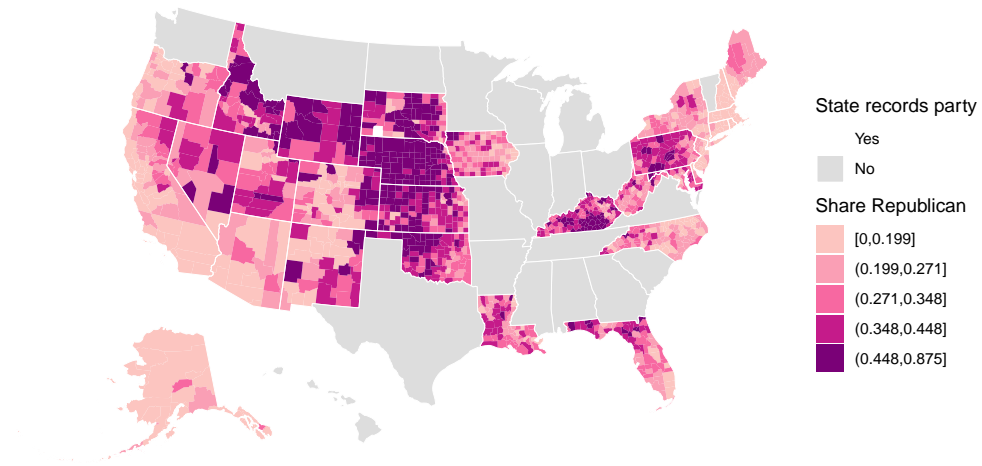 State records party
Yes
No
Share Republican
[0,0.199]
(0.199,0.271]
(0.271,0.348]
(0.348,0.448]
(0.448,0.875]